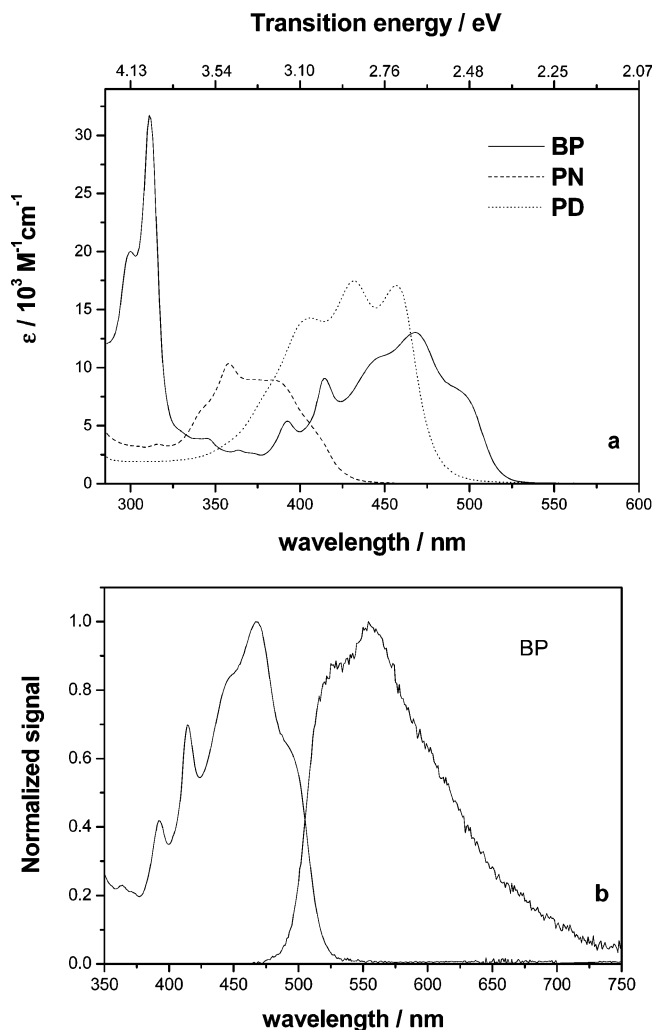 Transition energy / eV
4.13 3.54 3.10 2.76 2.48 2.25 2.07
30
25
20
15
10
5
0
ε / 10³ M⁻¹cm⁻¹
BP
PN
PD
a
300 350 400 450 500 550 600
wavelength / nm
1.0
0.8
0.6
0.4
0.2
0.0
Normalized signal
BP
b
350 400 450 500 550 600 650 700 750
wavelength / nm